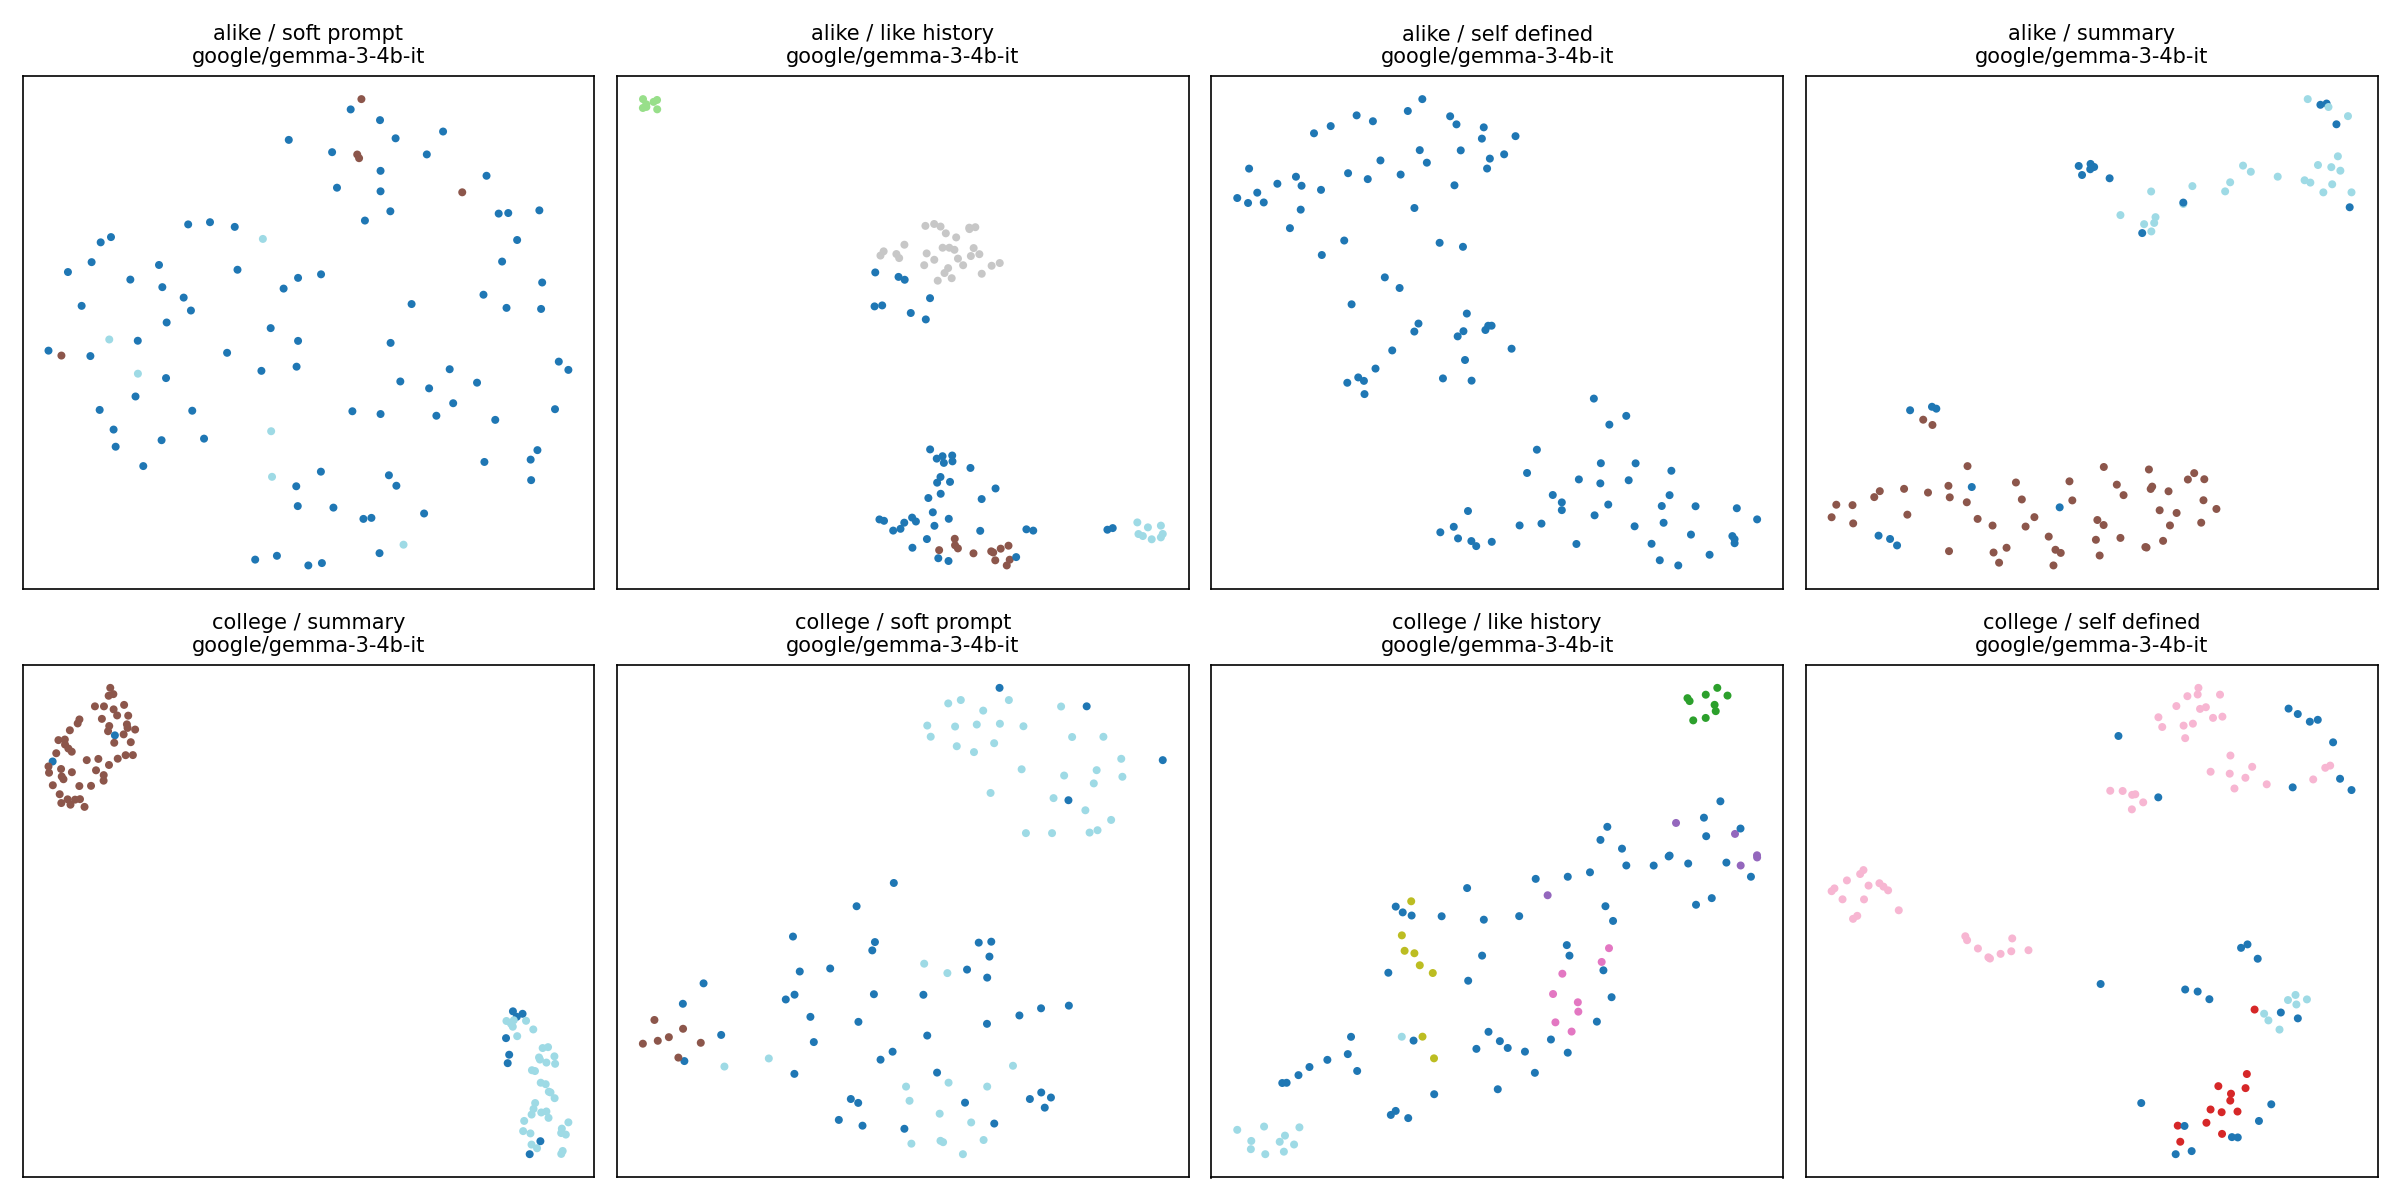 alike / soft prompt
google/gemma-3-4b-it
alike / like history
google/gemma-3-4b-it
alike / self defined
google/gemma-3-4b-it
alike / summary
google/gemma-3-4b-it
college / summary
google/gemma-3-4b-it
college / soft prompt
google/gemma-3-4b-it
college / like history
google/gemma-3-4b-it
college / self defined
google/gemma-3-4b-it